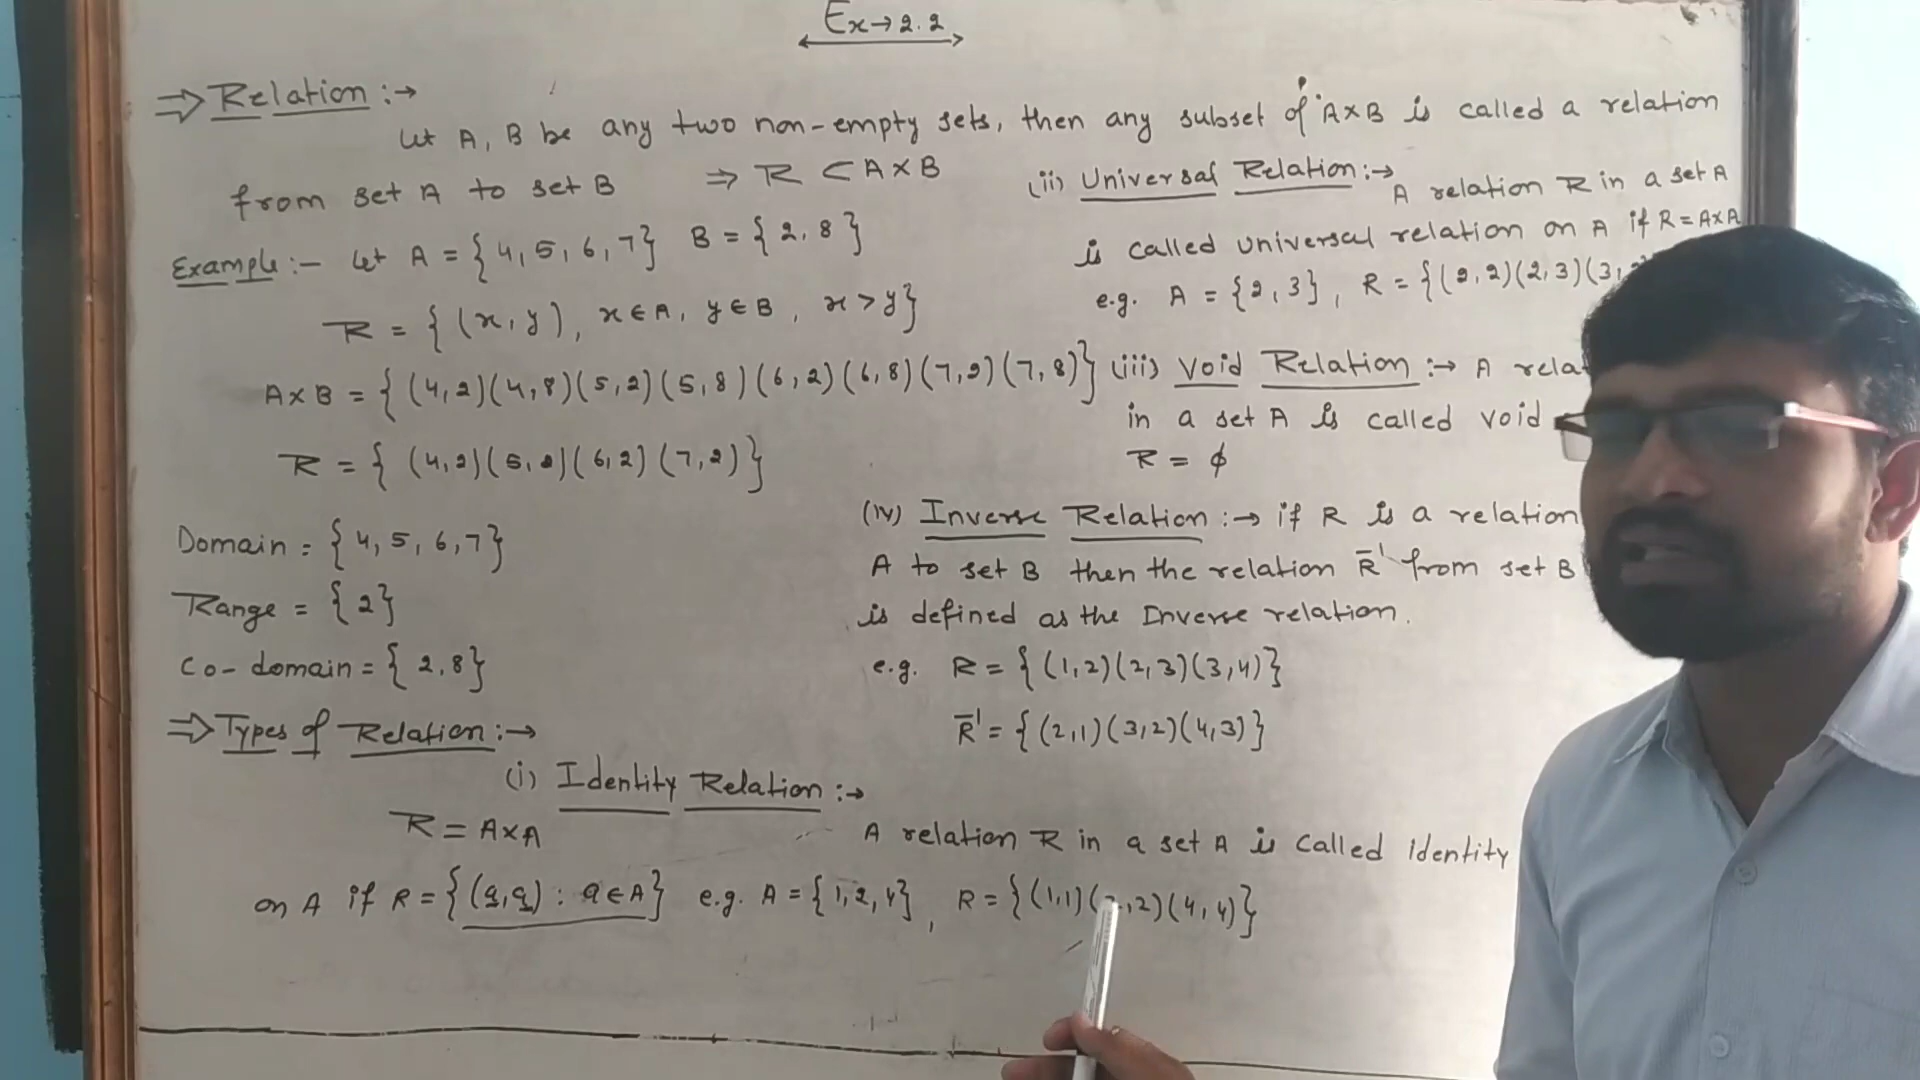 Ex→2.2
⇒ Relation :→
Let A, B be any two non-empty sets, then any subset of A×B is called a relation
from set A to set B ⇒ R ⊂ A×B
Example :- Let A = {4, 5, 6, 7} B = {2, 8}
R = {(x, y), x∈A, y∈B, x>y}
A×B = {(4,2)(4,8)(5,2)(5,8)(6,2)(6,8)(7,2)(7,8)}
R = {(4,2)(5,2)(6,2)(7,2)}
Domain = {4, 5, 6, 7}
Range = {2}
Co-domain = {2, 8}
⇒ Types of Relation :→
(i) Identity Relation :→
R = A×A
A relation R in a set A is called identity
on A if R = {(a,a) : a∈A} e.g. A = {1, 2, 4}, R = {(1,1)( ,2)(4,4)}
(ii) Universal Relation :→
A relation R in a set A
is called universal relation on A if R = A×A
e.g. A = {2, 3}, R = {(2,2)(2,3)(3,
(iii) Void Relation :→ A
in a set A is called void
R = ϕ
(iv) Inverse Relation :→ if R is a relation
A to set B then the relation R⁻¹ from set B
is defined as the Inverse relation.
e.g. R = {(1,2)(2,3)(3,4)}
R⁻¹ = {(2,1)(3,2)(4,3)}